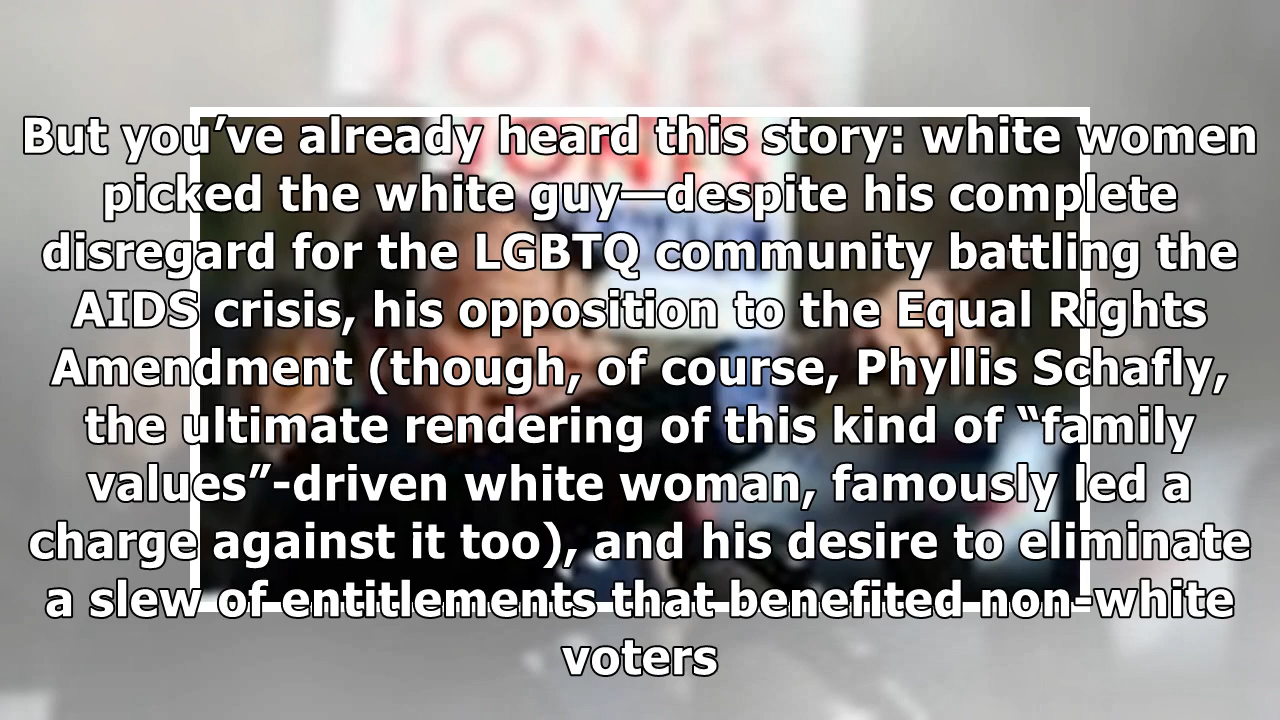 JONES
JONES
But you’ve already heard this story: white women
picked the white guy—despite his complete
disregard for the LGBTQ community battling the
AIDS crisis, his opposition to the Equal Rights
Amendment (though, of course, Phyllis Schafly,
the ultimate rendering of this kind of “family
values”-driven white woman, famously led a
charge against it too), and his desire to eliminate
a slew of entitlements that benefited non-white
voters